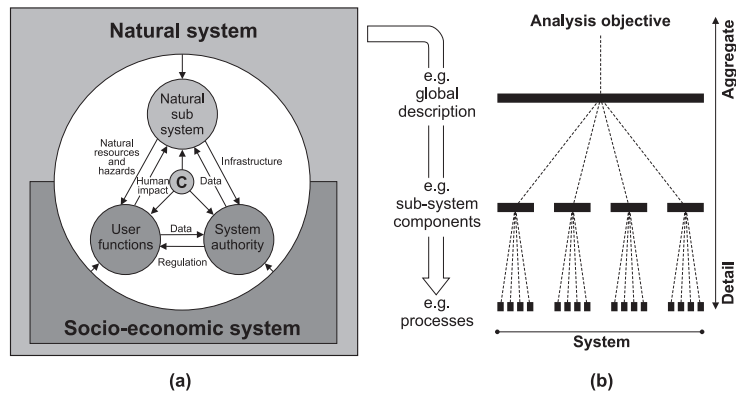 Natural system
Natural
sub
system
Natural
resources
and
hazards
Infrastructure
Human
impact
C
Data
User
functions
Data
System
authority
Regulation
Socio-economic system
(a)
Analysis objective
e.g.
global
description
e.g.
sub-system
components
e.g.
processes
Aggregate
Detail
System
(b)